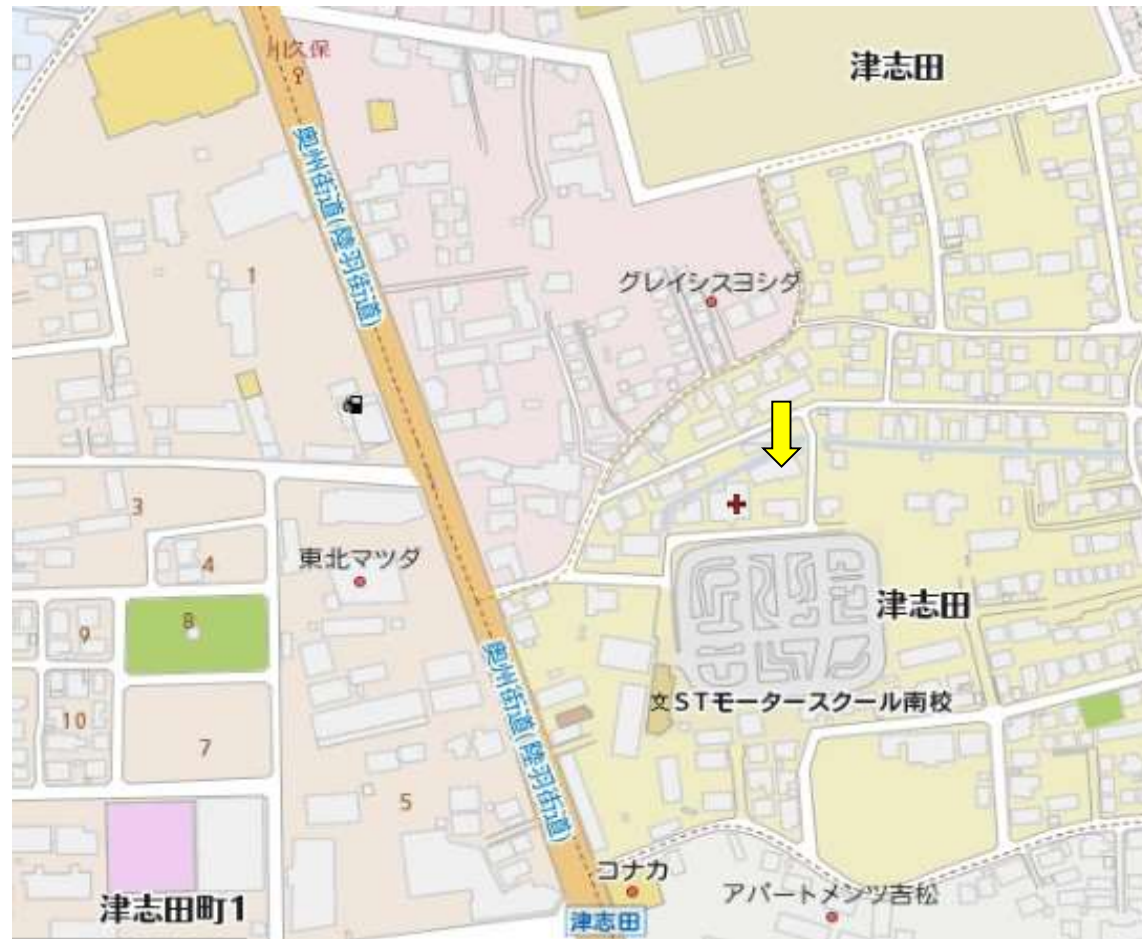 川久保
津志田
奥州街道(陸羽街道)
1
グレイシスヨシダ
3
東北マツダ
4
8
9
津志田
奥州街道(陸羽街道)
文STモータースクール南校
10
7
5
コナカ
アパートメンツ吉松
津志田町1
津志田